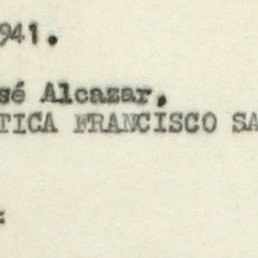 941.
sé Alcazar,
TICA FRANCISCO SA